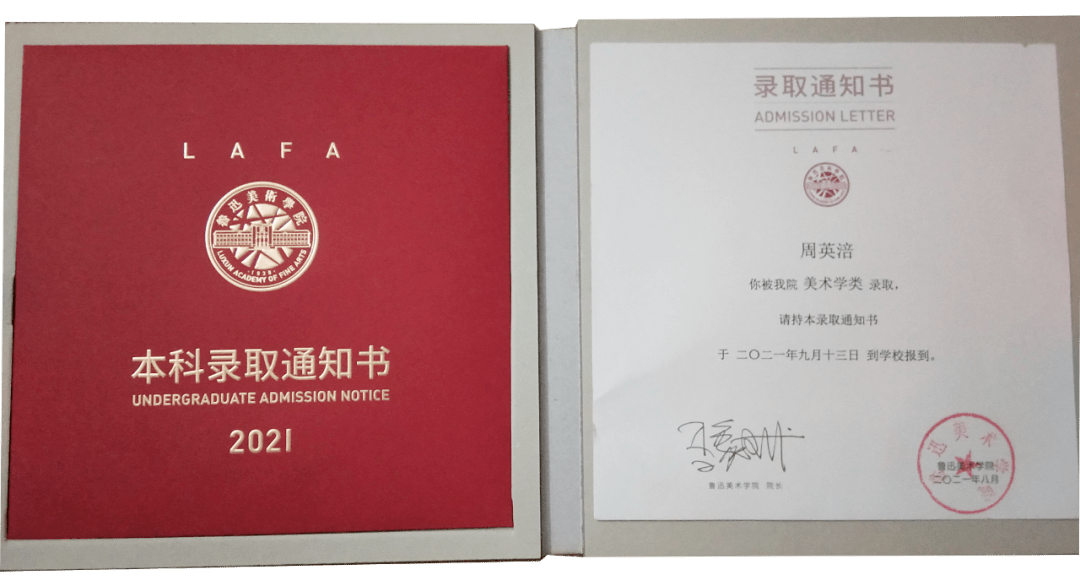 LAFA
魯迅美術學院
·1938·
LUXUN ACADEMY OF FINE ARTS
本科录取通知书
UNDERGRADUATE ADMISSION NOTICE
2021
录取通知书
ADMISSION LETTER
LAFA
周英涪
你被我院 美术学类 录取，
请持本录取通知书
于 二〇二一年九月十三日 到学校报到。
鲁迅美术学院 院长
鲁迅美术学院
二〇二一年八月